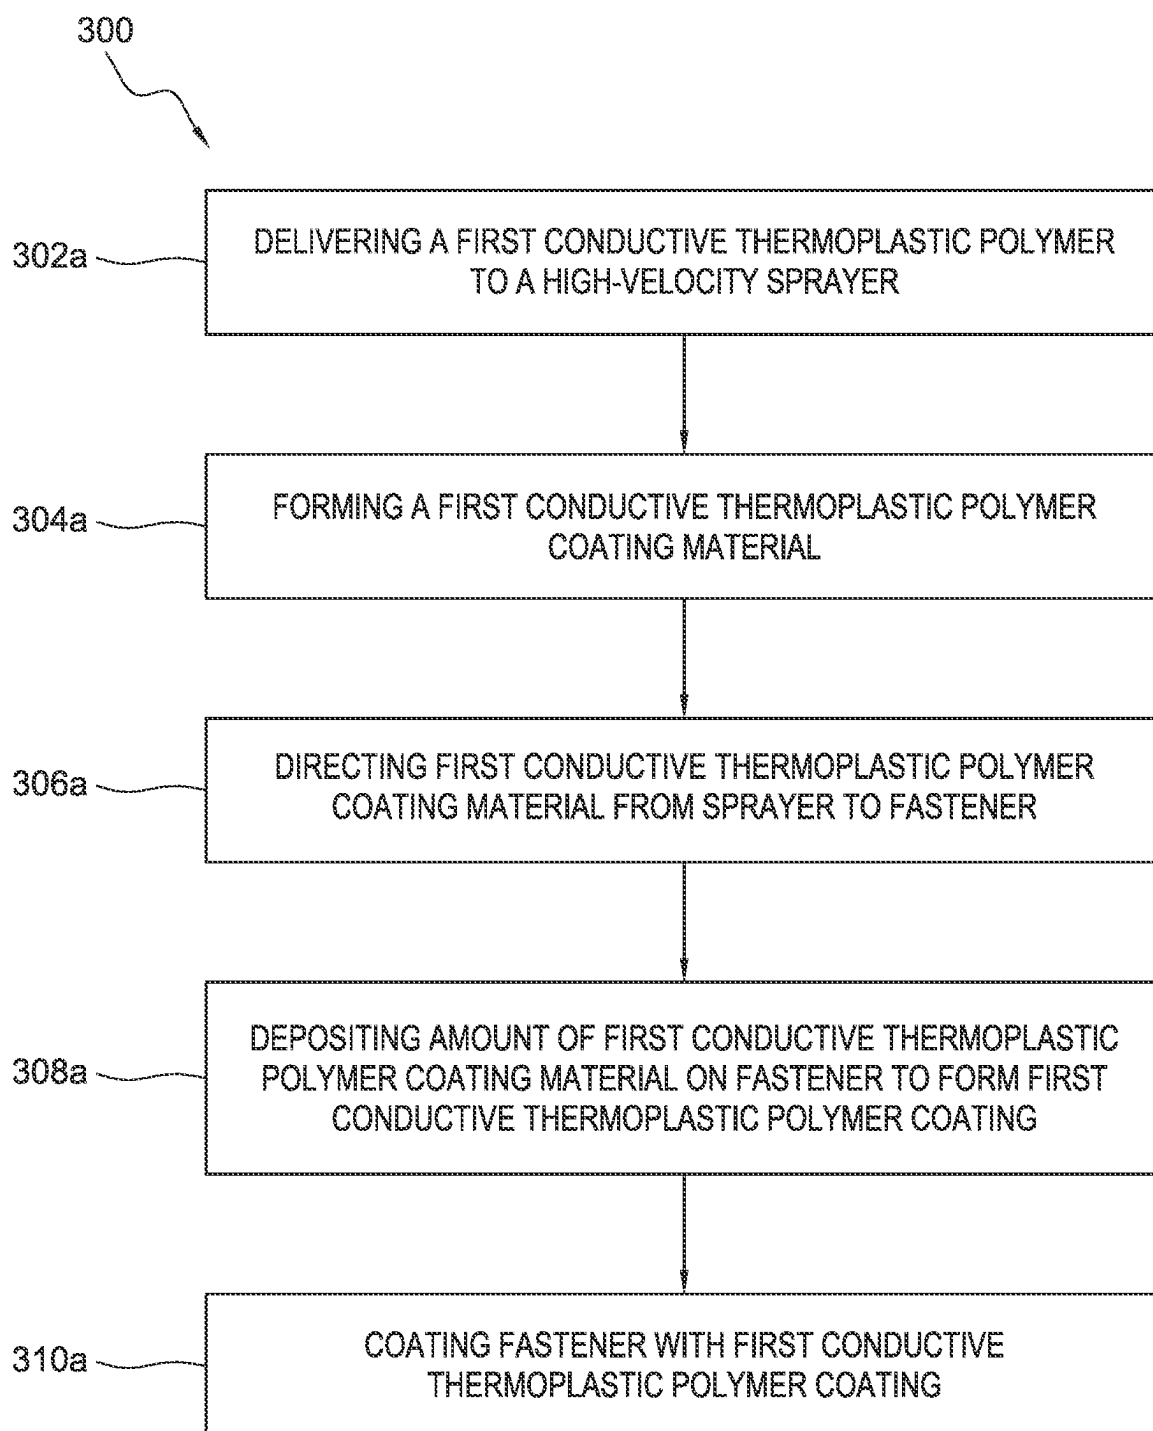 300
302a
DELIVERING A FIRST CONDUCTIVE THERMOPLASTIC POLYMER
TO A HIGH-VELOCITY SPRAYER
304a
FORMING A FIRST CONDUCTIVE THERMOPLASTIC POLYMER
COATING MATERIAL
306a
DIRECTING FIRST CONDUCTIVE THERMOPLASTIC POLYMER
COATING MATERIAL FROM SPRAYER TO FASTENER
308a
DEPOSITING AMOUNT OF FIRST CONDUCTIVE THERMOPLASTIC
POLYMER COATING MATERIAL ON FASTENER TO FORM FIRST
CONDUCTIVE THERMOPLASTIC POLYMER COATING
310a
COATING FASTENER WITH FIRST CONDUCTIVE
THERMOPLASTIC POLYMER COATING